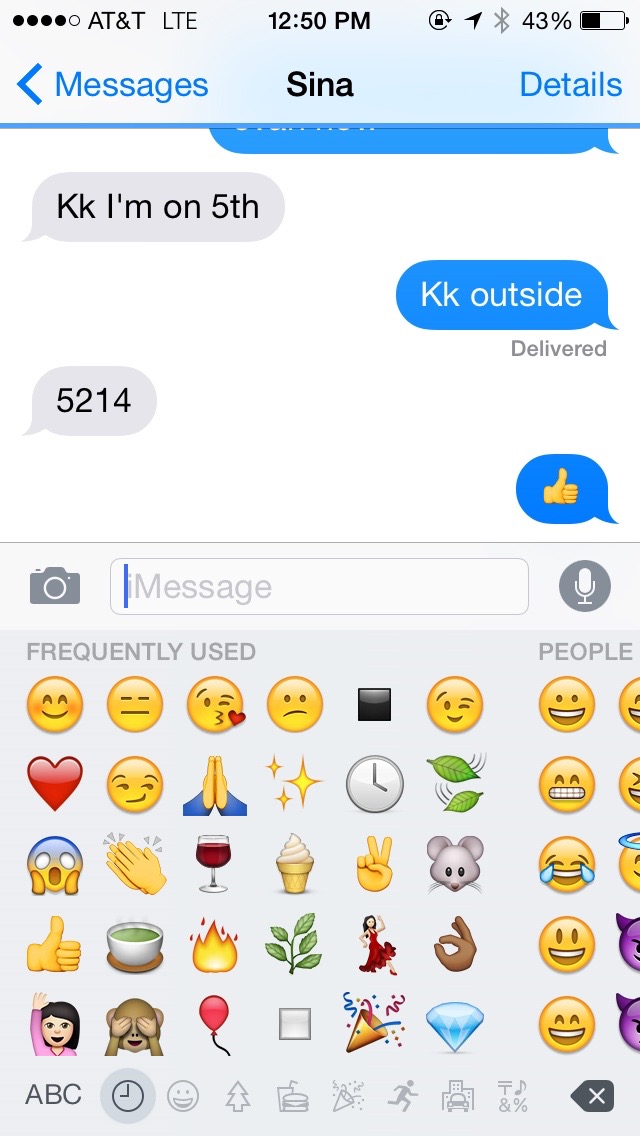 AT&T LTE 12:50 PM 43%
Messages Sina Details
Kk I'm on 5th
Kk outside
Delivered
5214
iMessage
FREQUENTLY USED PEOPLE
ABC
&%